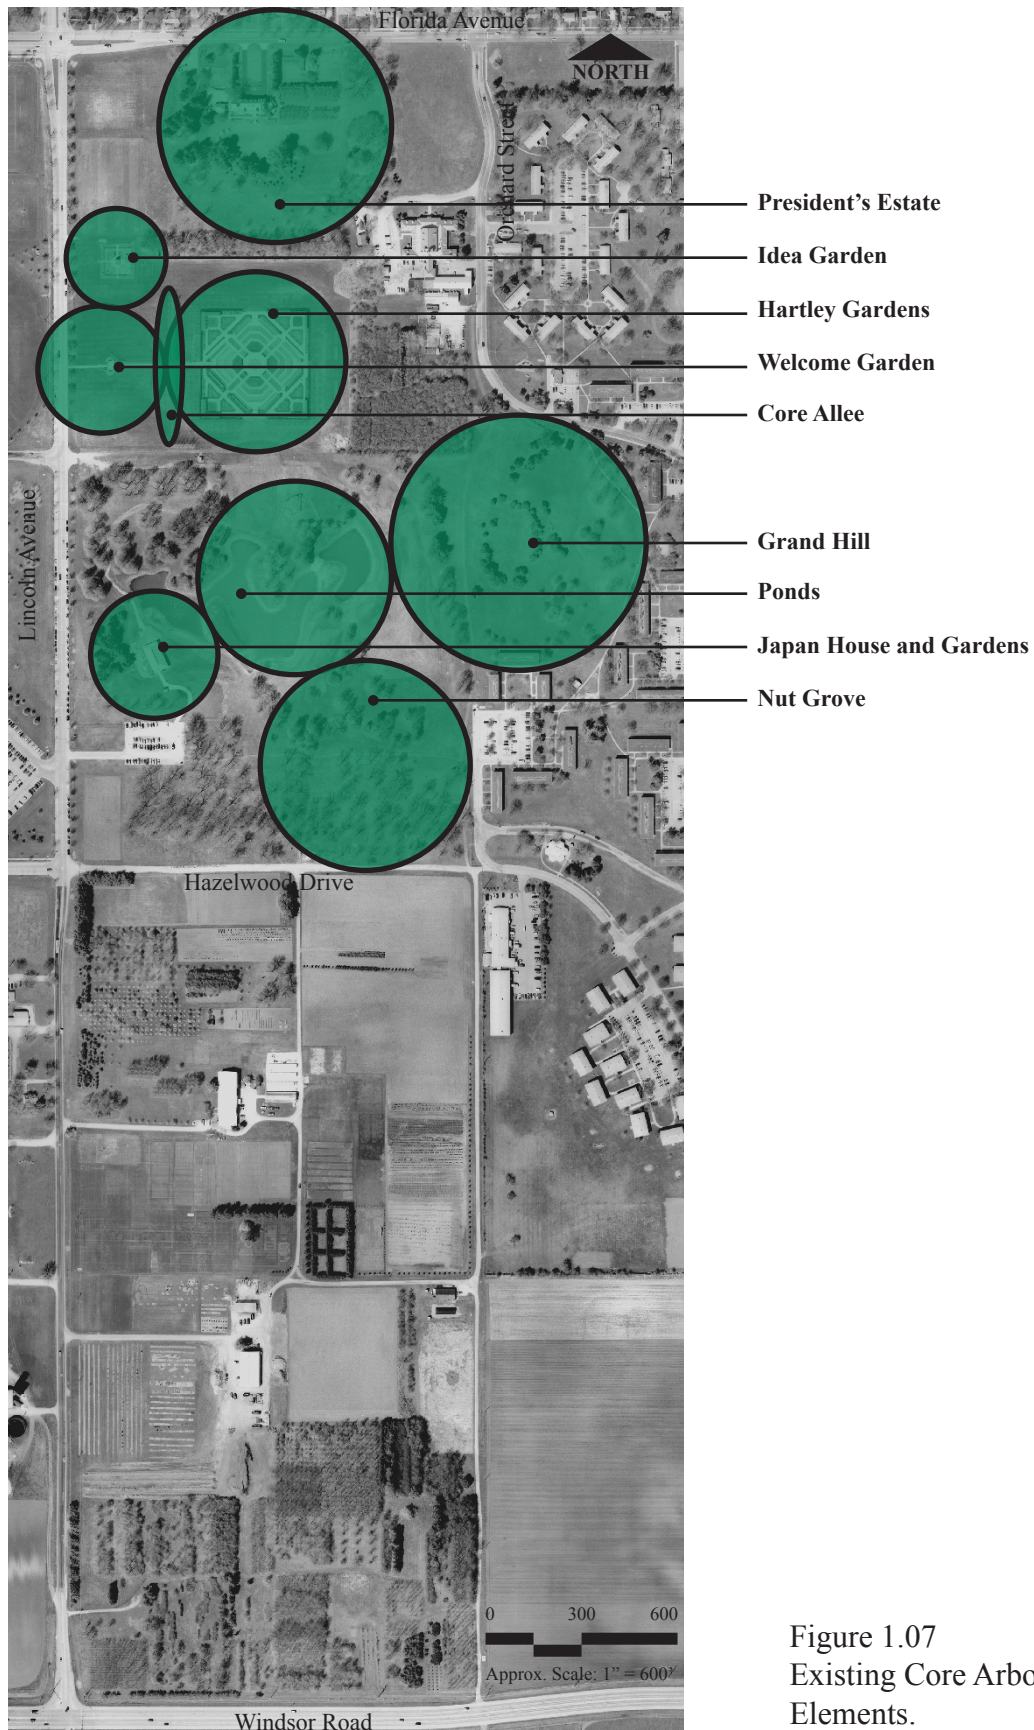 Florida Avenue
NORTH
Orchard Street
President's Estate
Idea Garden
Hartley Gardens
Welcome Garden
Core Allee
Lincoln Avenue
Grand Hill
Ponds
Japan House and Gardens
Nut Grove
Hazelwood Drive
0 300 600
Approx. Scale: 1" = 600'
Windsor Road
Figure 1.07
Existing Core Arbo
Elements.